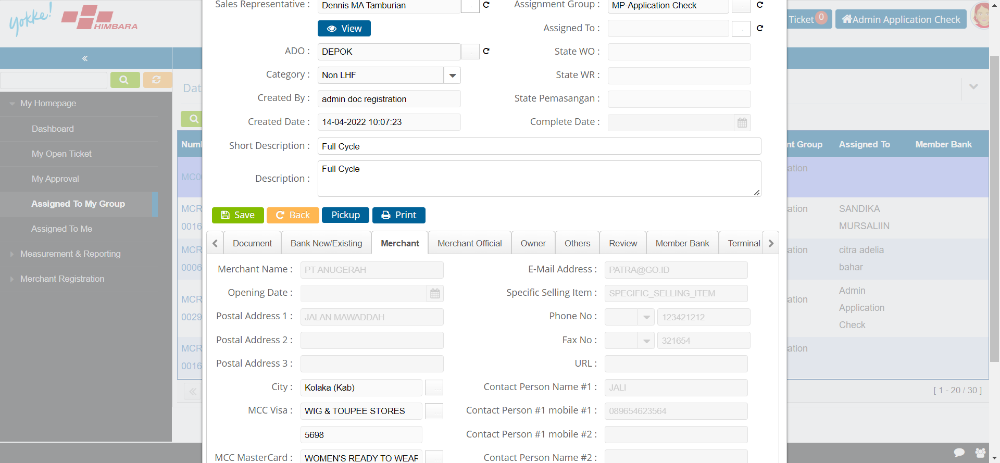 yokke!
HIMBARA
Ticket 0
Admin Application Check
My Homepage
Dashboard
My Open Ticket
My Approval
Assigned To My Group
Assigned To Me
Measurement & Reporting
Merchant Registration
Sales Representative : Dennis MA Tamburian
Assignment Group : MP-Application Check
View
Assigned To :
ADO : DEPOK
State WO :
Category : Non LHF
State WR :
Created By : admin doc registration
State Pemasangan :
Created Date : 14-04-2022 10:07:23
Complete Date :
Short Description : Full Cycle
Description : Full Cycle
Save Back Pickup Print
Document Bank New/Existing Merchant Merchant Official Owner Others Review Member Bank Terminal
Merchant Name : PT ANUGERAH
E-Mail Address : PATRA@GO.ID
Opening Date :
Specific Selling Item : SPECIFIC_SELLING_ITEM
Postal Address 1 : JALAN MAWADDAH
Phone No : 123421212
Postal Address 2 :
Fax No : 321654
Postal Address 3 :
URL :
City : Kolaka (Kab)
Contact Person Name #1 : JALI
MCC Visa : WIG & TOUPEE STORES
Contact Person #1 mobile #1 : 089654623564
5698
Contact Person #1 mobile #2 :
MCC MasterCard : WOMEN'S READY TO WEAR
Contact Person Name #2 :
Dat
Num
MC00
MCR
0016
MCR
0006
MCR
0029
MCR
0016
nt Group Assigned To Member Bank
ation
ation SANDIKA
MURSALIIN
ation citra adelia
bahar
ation Admin
Application
Check
ation
[ 1 - 20 / 30 ]